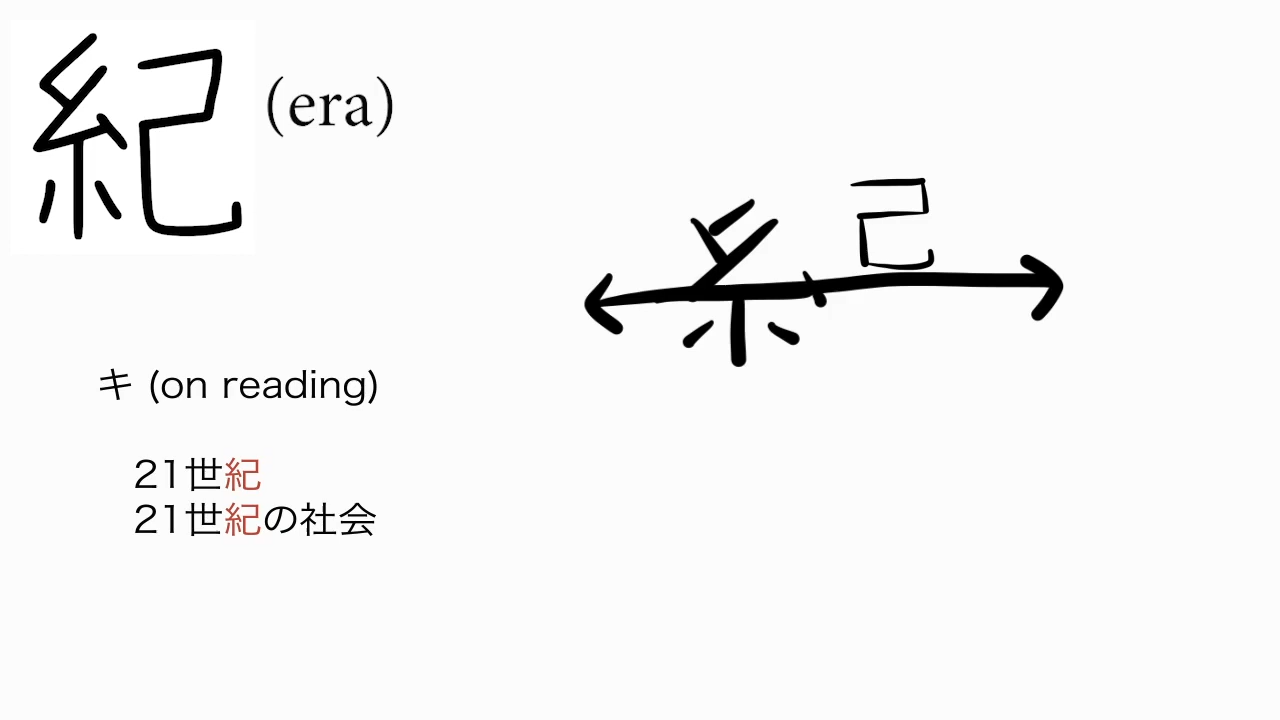 紀 (era)
糸 己
キ (on reading)
21世紀
21世紀の社会